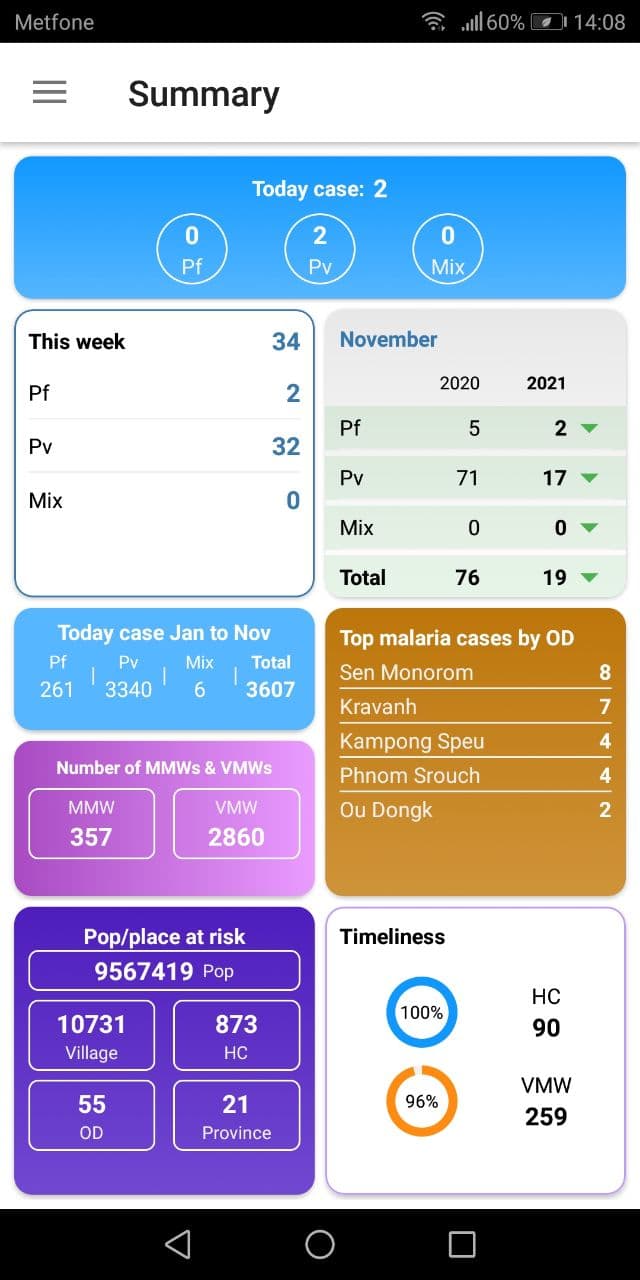 Metfone 60% 14:08
Summary
Today case: 2
0 2 0
Pf Pv Mix
This week 34
Pf 2
Pv 32
Mix 0
November
2020 2021
Pf 5 2
Pv 71 17
Mix 0 0
Total 76 19
Today case Jan to Nov
Pf | Pv | Mix | Total
261 3340 6 3607
Top malaria cases by OD
Sen Monorom 8
Kravanh 7
Kampong Speu 4
Phnom Srouch 4
Ou Dongk 2
Number of MMWs & VMWs
MMW VMW
357 2860
Pop/place at risk
9567419 Pop
10731 873
Village HC
55 21
OD Province
Timeliness
100% HC
90
96% VMW
259